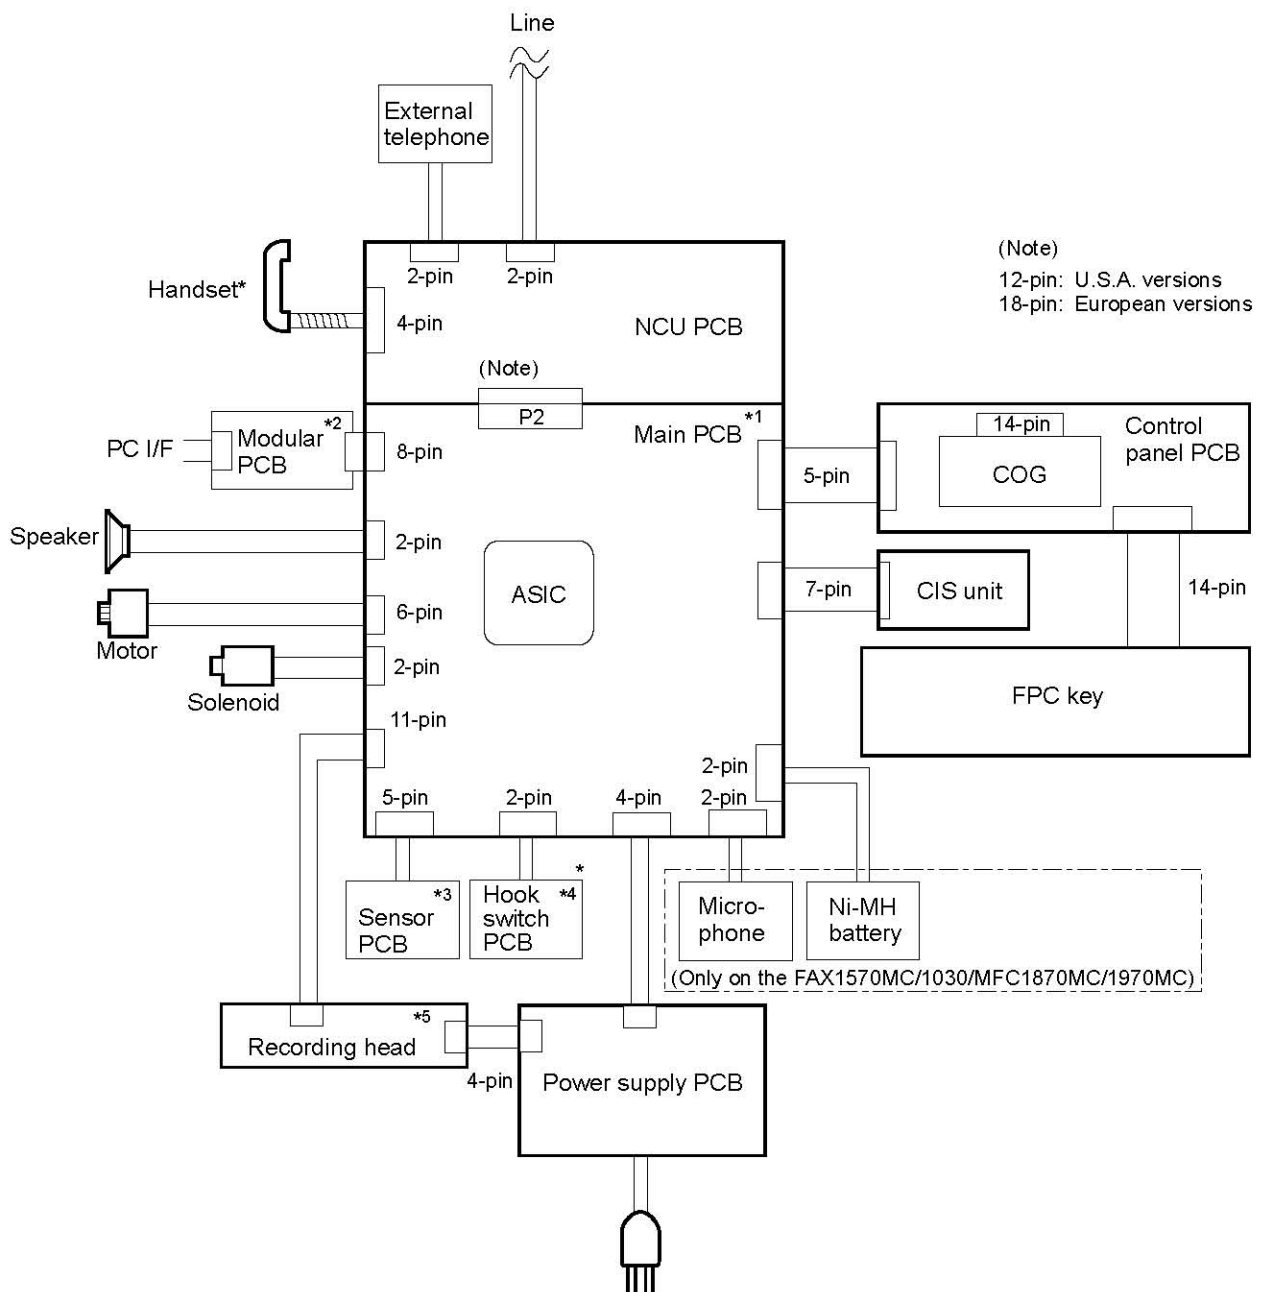 Line
External
telephone
2-pin
2-pin
Handset*
4-pin
NCU PCB
(Note)
12-pin: U.S.A. versions
18-pin: European versions
(Note)
P2
Main PCB *1
PC I/F
Modular *2
PCB
8-pin
5-pin
14-pin
COG
Control
panel PCB
Speaker
2-pin
ASIC
7-pin
CIS unit
14-pin
Motor
6-pin
Solenoid
2-pin
FPC key
11-pin
2-pin
5-pin
2-pin
4-pin
2-pin
*3
Sensor
PCB
*
Hook *4
switch
PCB
Micro-
phone
Ni-MH
battery
(Only on the FAX1570MC/1030/MFC1870MC/1970MC)
*5
Recording head
4-pin
Power supply PCB